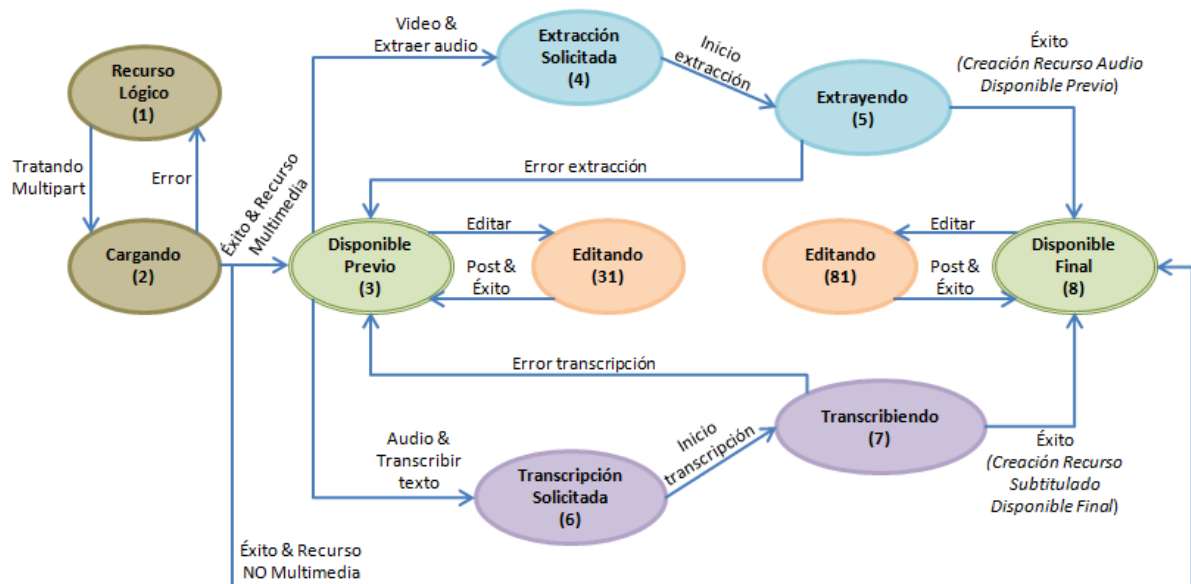 Video &
Extraer audio
Extracción
Solicitada
(4)
Inicio
extracción
Éxito
(Creación Recurso Audio
Disponible Previo)
Recurso
Lógico
(1)
Extrayendo
(5)
Tratando
Multipart
Error
Error extracción
Éxito & Recurso
Multimedia
Cargando
(2)
Disponible
Previo
(3)
Editar
Post &
Éxito
Editando
(31)
Editando
(81)
Editar
Post &
Éxito
Disponible
Final
(8)
Error transcripción
Audio &
Transcribir
texto
Transcripción
Solicitada
(6)
Inicio
transcripción
Transcribiendo
(7)
Éxito
(Creación Recurso
Subtitulado
Disponible Final)
Éxito & Recurso
NO Multimedia